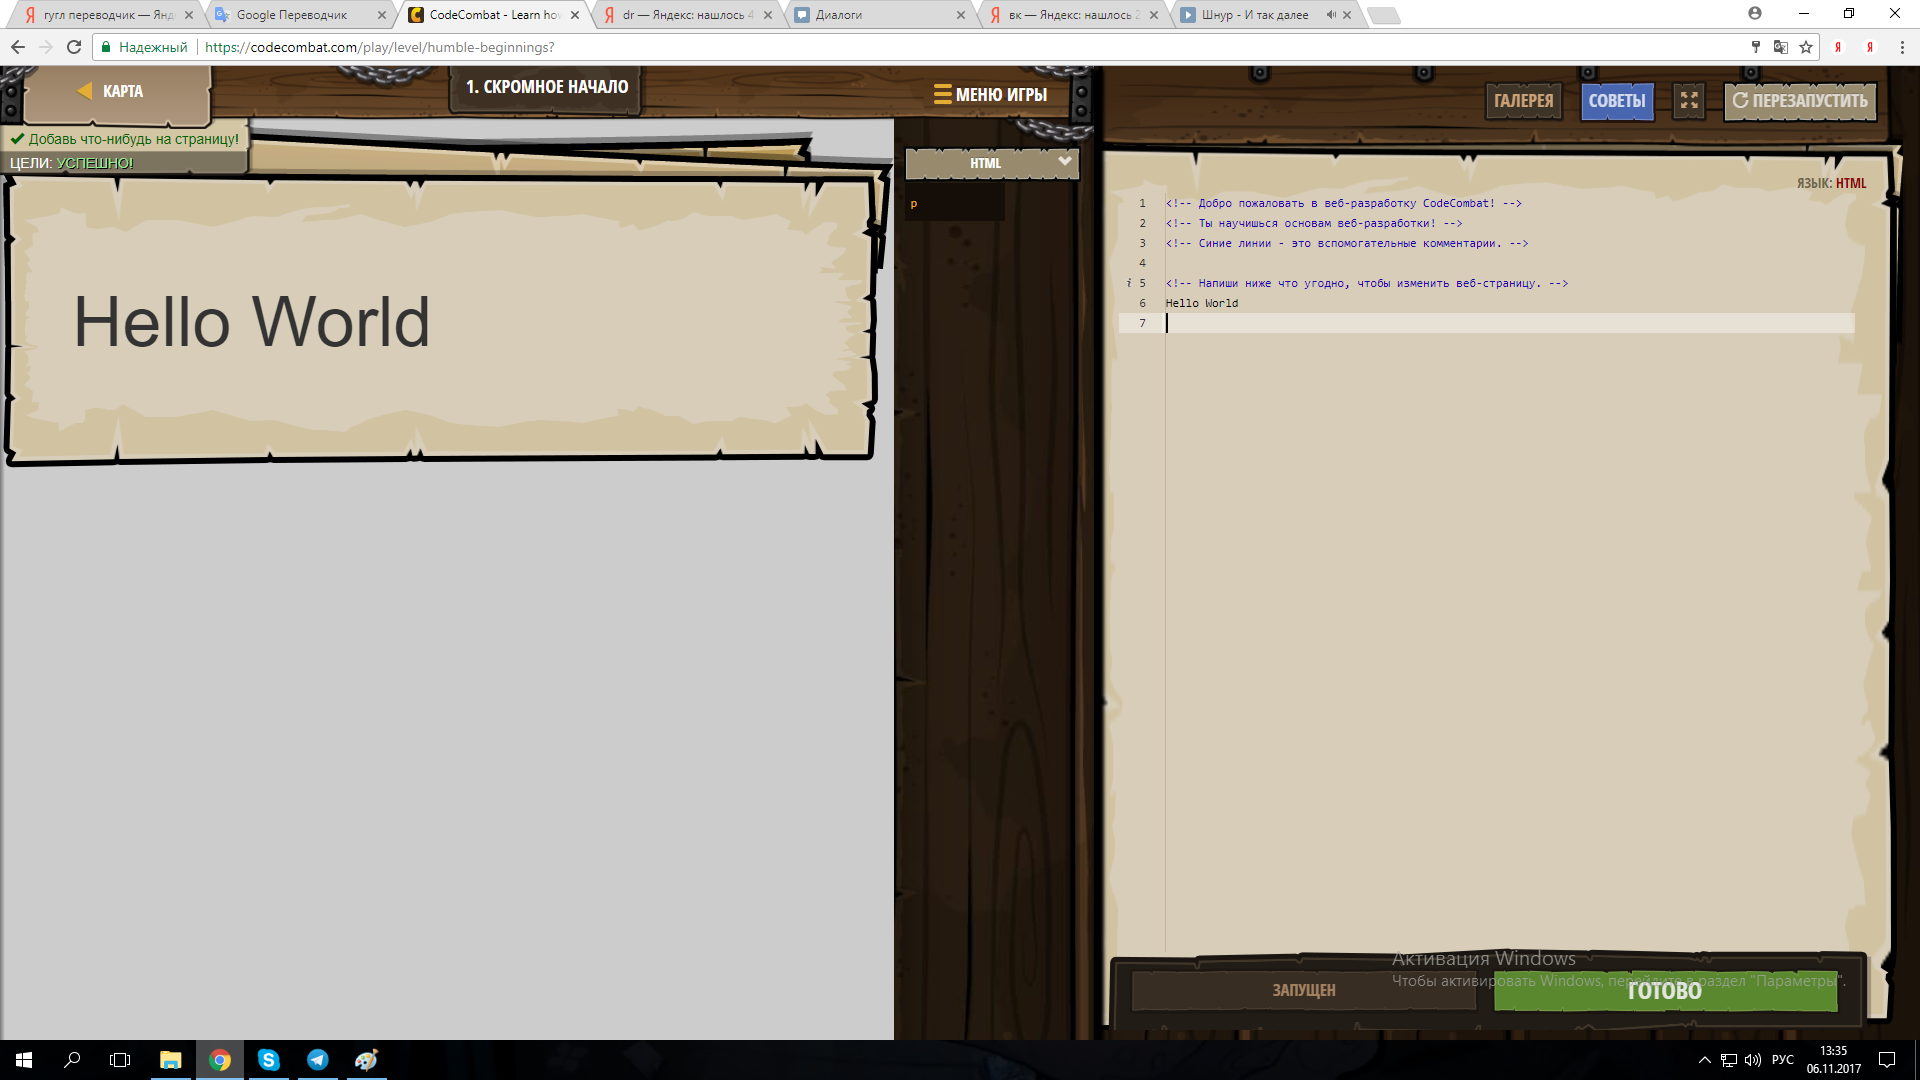 гугл переводчик — Янд
Google Переводчик
CodeCombat - Learn how
dr — Яндекс: нашлось 4
Диалоги
вк — Яндекс: нашлось 2
Шнур - И так далее
Надежный
https://codecombat.com/play/level/humble-beginnings?
КАРТА
1. СКРОМНОЕ НАЧАЛО
МЕНЮ ИГРЫ
ГАЛЕРЕЯ
СОВЕТЫ
ПЕРЕЗАПУСТИТЬ
Добавь что-нибудь на страницу!
ЦЕЛИ: УСПЕШНО!
Hello World
HTML
p
ЯЗЫК: HTML
1 <!-- Добро пожаловать в веб-разработку CodeCombat! -->
2 <!-- Ты научишься основам веб-разработки! -->
3 <!-- Синие линии - это вспомогательные комментарии. -->
4
i 5 <!-- Напиши ниже что угодно, чтобы изменить веб-страницу. -->
6 Hello World
7
Активация Windows
Чтобы активировать Windows, перейдите в раздел "Параметры".
ЗАПУЩЕН
ГОТОВО
РУС
13:35
06.11.2017